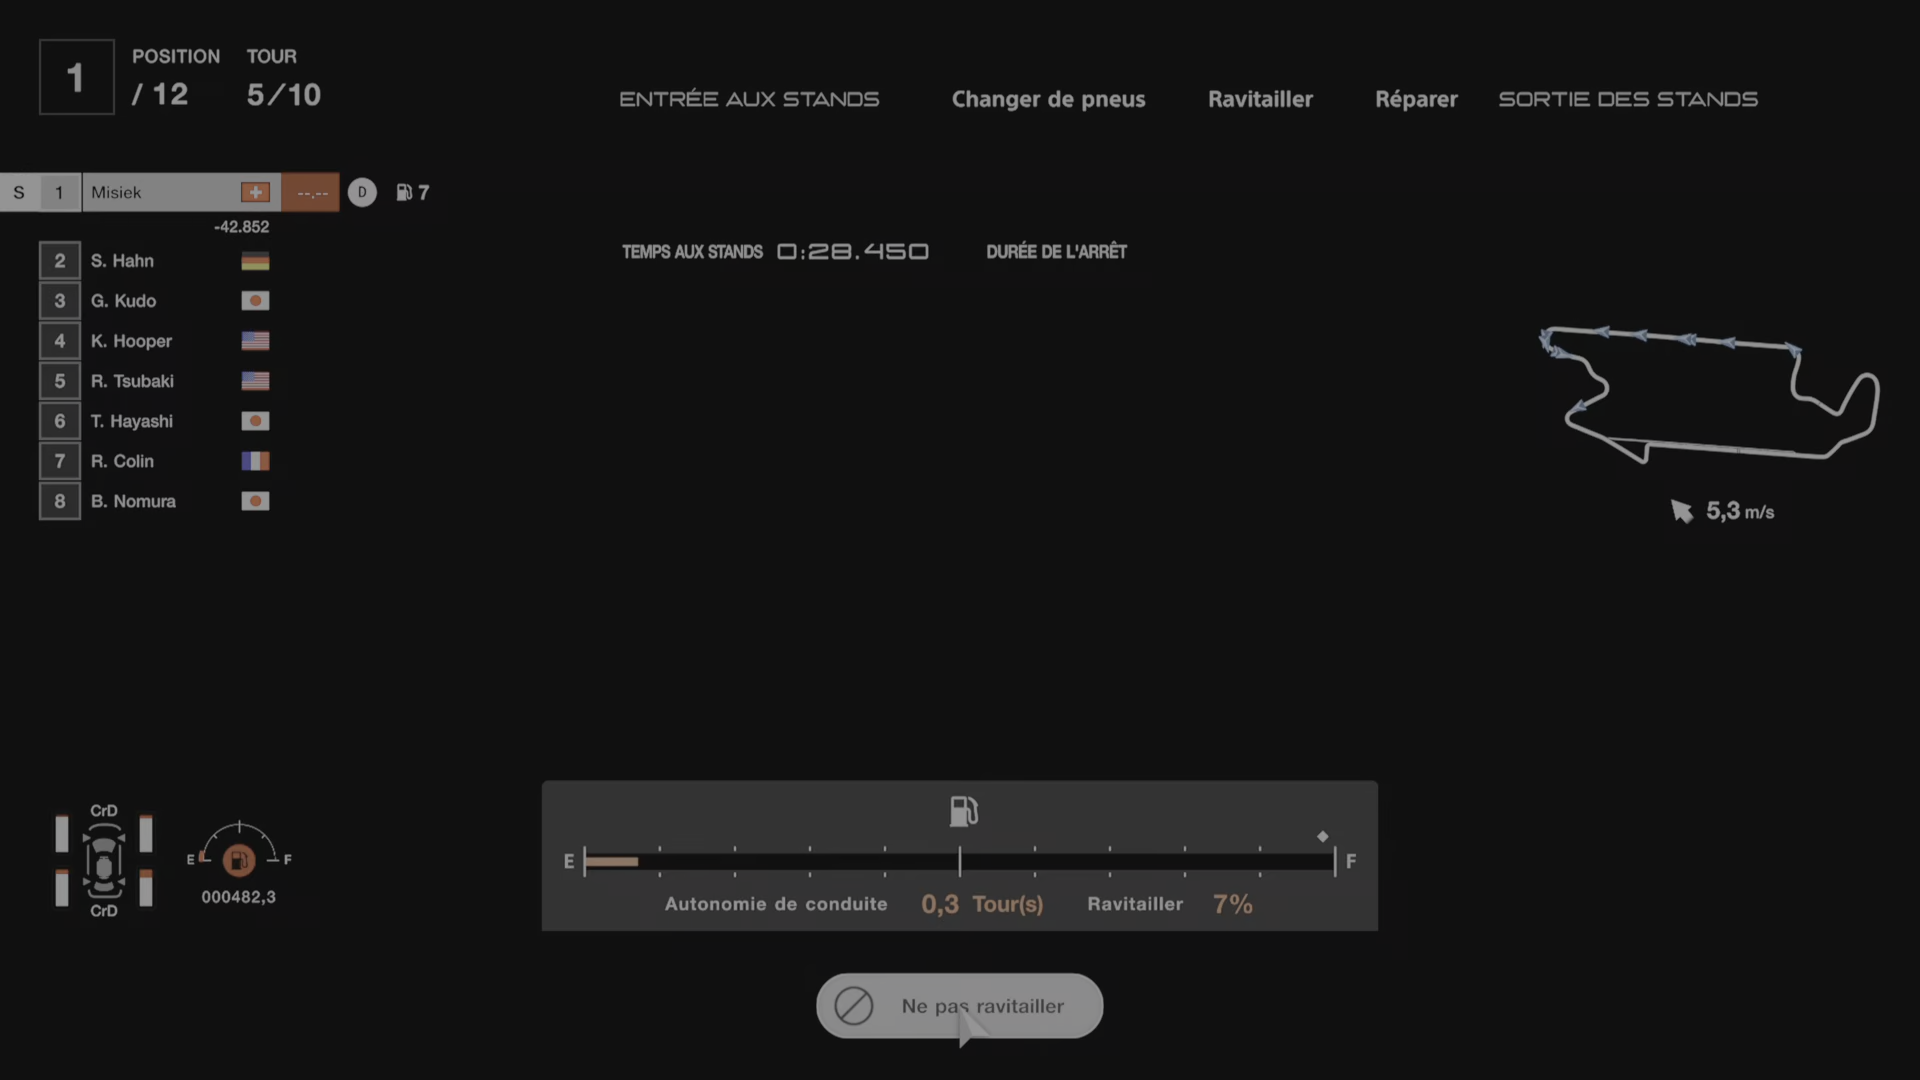 1
POSITION
/ 12
TOUR
5/10
ENTRÉE AUX STANDS
Changer de pneus
Ravitailler
Réparer
SORTIE DES STANDS
S 1 Misiek --.-- D 7
-42.852
2 S. Hahn
3 G. Kudo
4 K. Hooper
5 R. Tsubaki
6 T. Hayashi
7 R. Colin
8 B. Nomura
TEMPS AUX STANDS 0:28.450
DURÉE DE L'ARRÊT
5,3 m/s
CrD
CrD
E F
000482,3
E F
Autonomie de conduite 0,3 Tour(s) Ravitailler 7%
Ne pas ravitailler